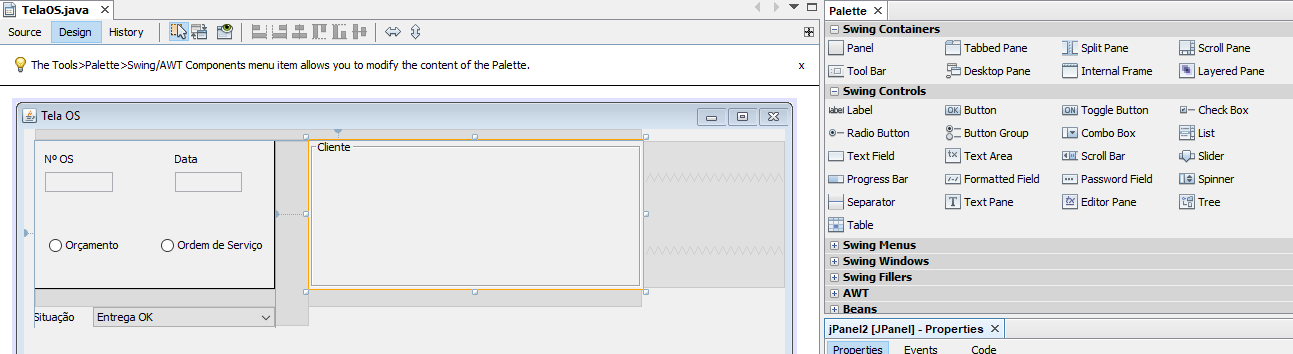 TelaOS.java
Source Design History
The Tools>Palette>Swing/AWT Components menu item allows you to modify the content of the Palette. x
Tela OS
Nº OS Data Cliente
Orçamento Ordem de Serviço
Situação Entrega OK
Palette
Swing Containers
Panel Tabbed Pane Split Pane Scroll Pane
Tool Bar Desktop Pane Internal Frame Layered Pane
Swing Controls
label Label OK Button ON Toggle Button Check Box
Radio Button Button Group Combo Box List
Text Field Text Area Scroll Bar Slider
Progress Bar Formatted Field Password Field Spinner
Separator T Text Pane Editor Pane Tree
Table
Swing Menus
Swing Windows
Swing Fillers
AWT
Beans
jPanel2 [JPanel] - Properties
Properties Events Code